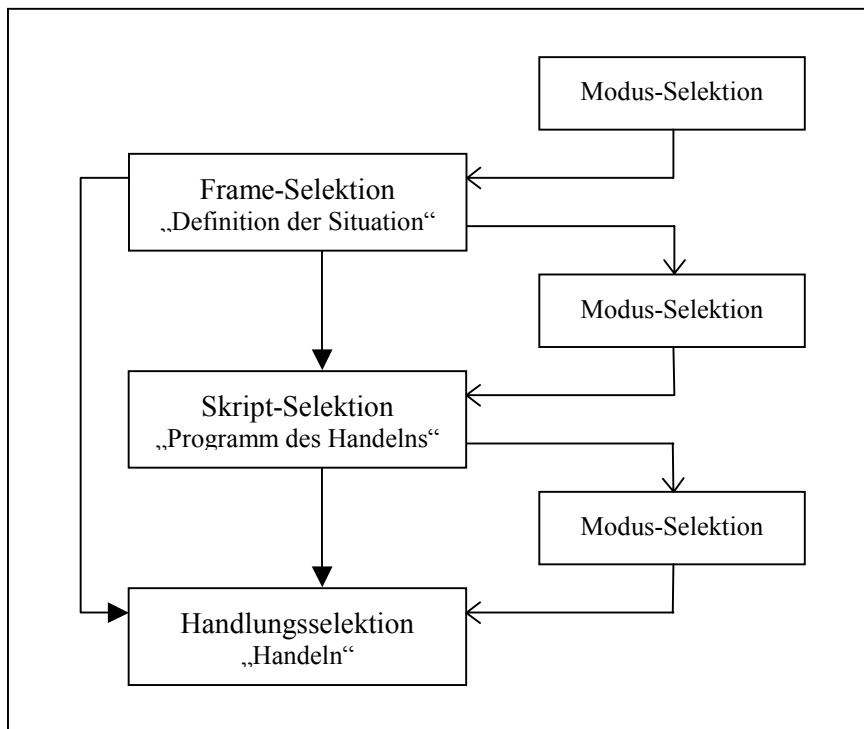 Modus-Selektion
Frame-Selektion
„Definition der Situation“
Modus-Selektion
Skript-Selektion
„Programm des Handelns“
Modus-Selektion
Handlungsselektion
„Handeln“